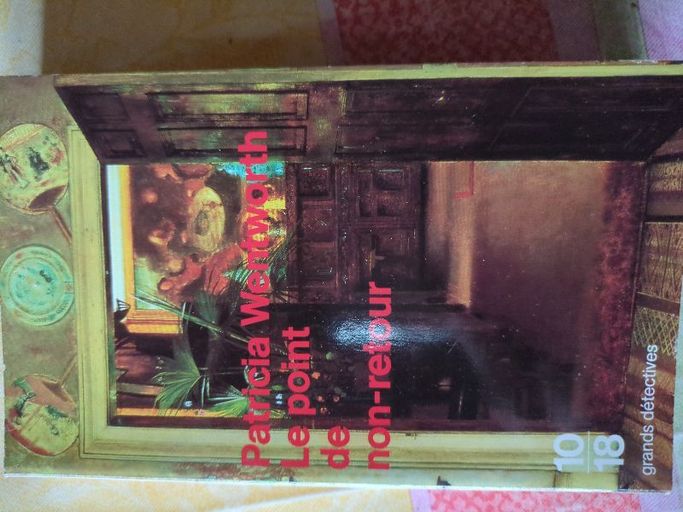 Patricia Wentworth
Le point
de
non-retour
10
18
grands détectives